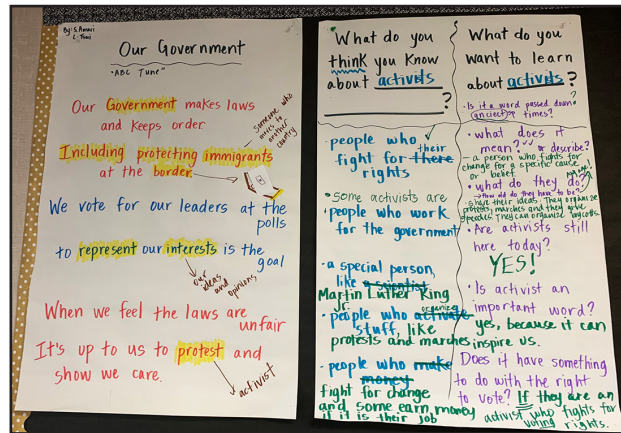 By: S.
Our Government
"ABC Tune"
Our Government makes laws
and keeps order.
someone who
moves to
another
country
Including protecting immigrants
at the border.
We vote for our leaders at the
polls
to represent our interests is the
goal
our
ideas
and
opinions
When we feel the laws are
unfair
It's up to us to protest and
show we care.
activist
What do you
think you know
about activists
?
people who their
fight for there
rights
some activists are
people who work
for the government
a special person,
like a scientist
Martin Luther King
Jr.
organize
people who activate
stuff, like
protests and marches
people who make
money
fight for change
and some earn money
if it is their job
What do you
want to learn
about activists?
Is it a word passed down?
ancient times?
what does it
mean? or describe?
a person who fights for
change for a specific cause
or belief.
what do they do?
How do they have to be?
share their ideas. They organize
protests, marches and they give
speeches. They can organize boycotts.
Are activists still
here today?
YES!
Is activist an
important word?
yes, because it can
inspire us.
Does it have something
to do with the right
to vote? If they are an
activist who fights for
voting rights.